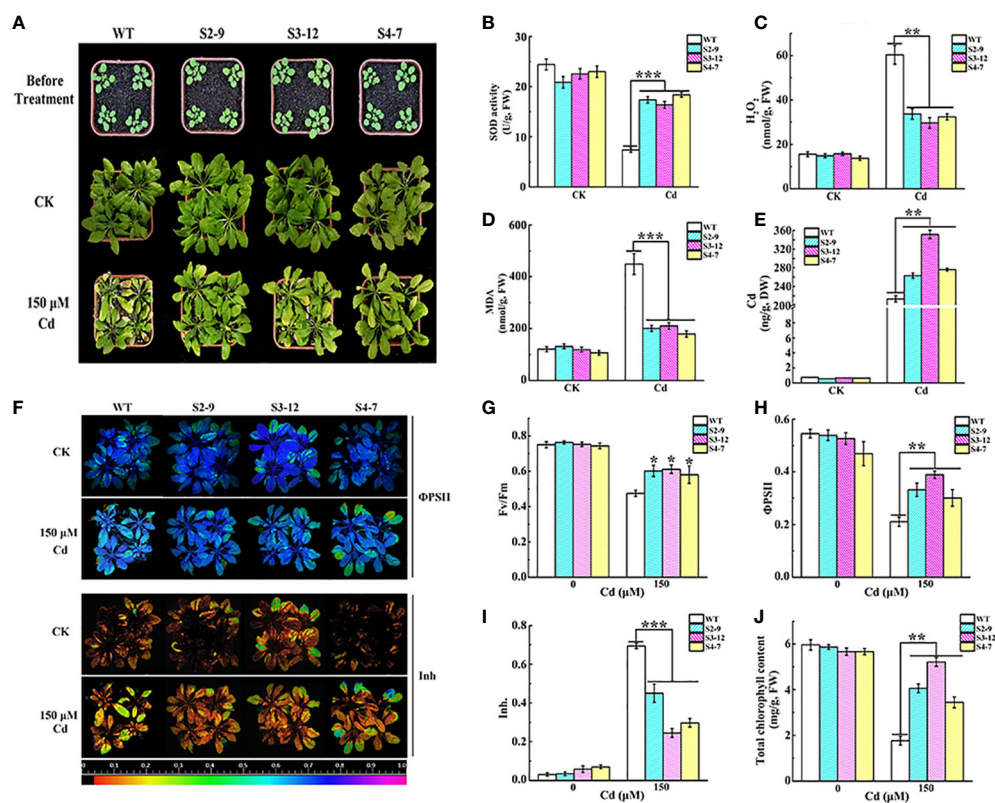 A
WT S2-9 S3-12 S4-7
Before
Treatment
CK
150 μM
Cd
B
SOD activity
(U/g, FW)
30
20
10
0
WT
S2-9
S3-12
S4-7
***
CK Cd
C
H2O2
(nmol/g, FW)
80
60
40
20
0
WT
S2-9
S3-12
S4-7
**
CK Cd
D
MDA
(nmol/g, FW)
600
400
200
0
WT
S2-9
S3-12
S4-7
***
CK Cd
E
Cd
(ng/g, DW)
360
320
280
240
200
8
6
4
2
0
WT
S2-9
S3-12
S4-7
**
CK Cd
F
WT S2-9 S3-12 S4-7
CK
150 μM
Cd
ΦPSII
CK
150 μM
Cd
Inh
0 0.1 0.2 0.3 0.4 0.5 0.6 0.7 0.8 0.9 1.0
G
Fv/Fm
0.8
0.6
0.4
0.2
0.0
WT
S2-9
S3-12
S4-7
* * *
0 150
Cd (μM)
H
ΦPSII
0.6
0.4
0.2
0.0
WT
S2-9
S3-12
S4-7
**
0 150
Cd (μM)
I
Inh.
0.8
0.6
0.4
0.2
0.0
WT
S2-9
S3-12
S4-7
***
0 150
Cd (μM)
J
Total chlorophyll content
(mg/g, FW)
6
4
2
0
WT
S2-9
S3-12
S4-7
**
0 150
Cd (μM)